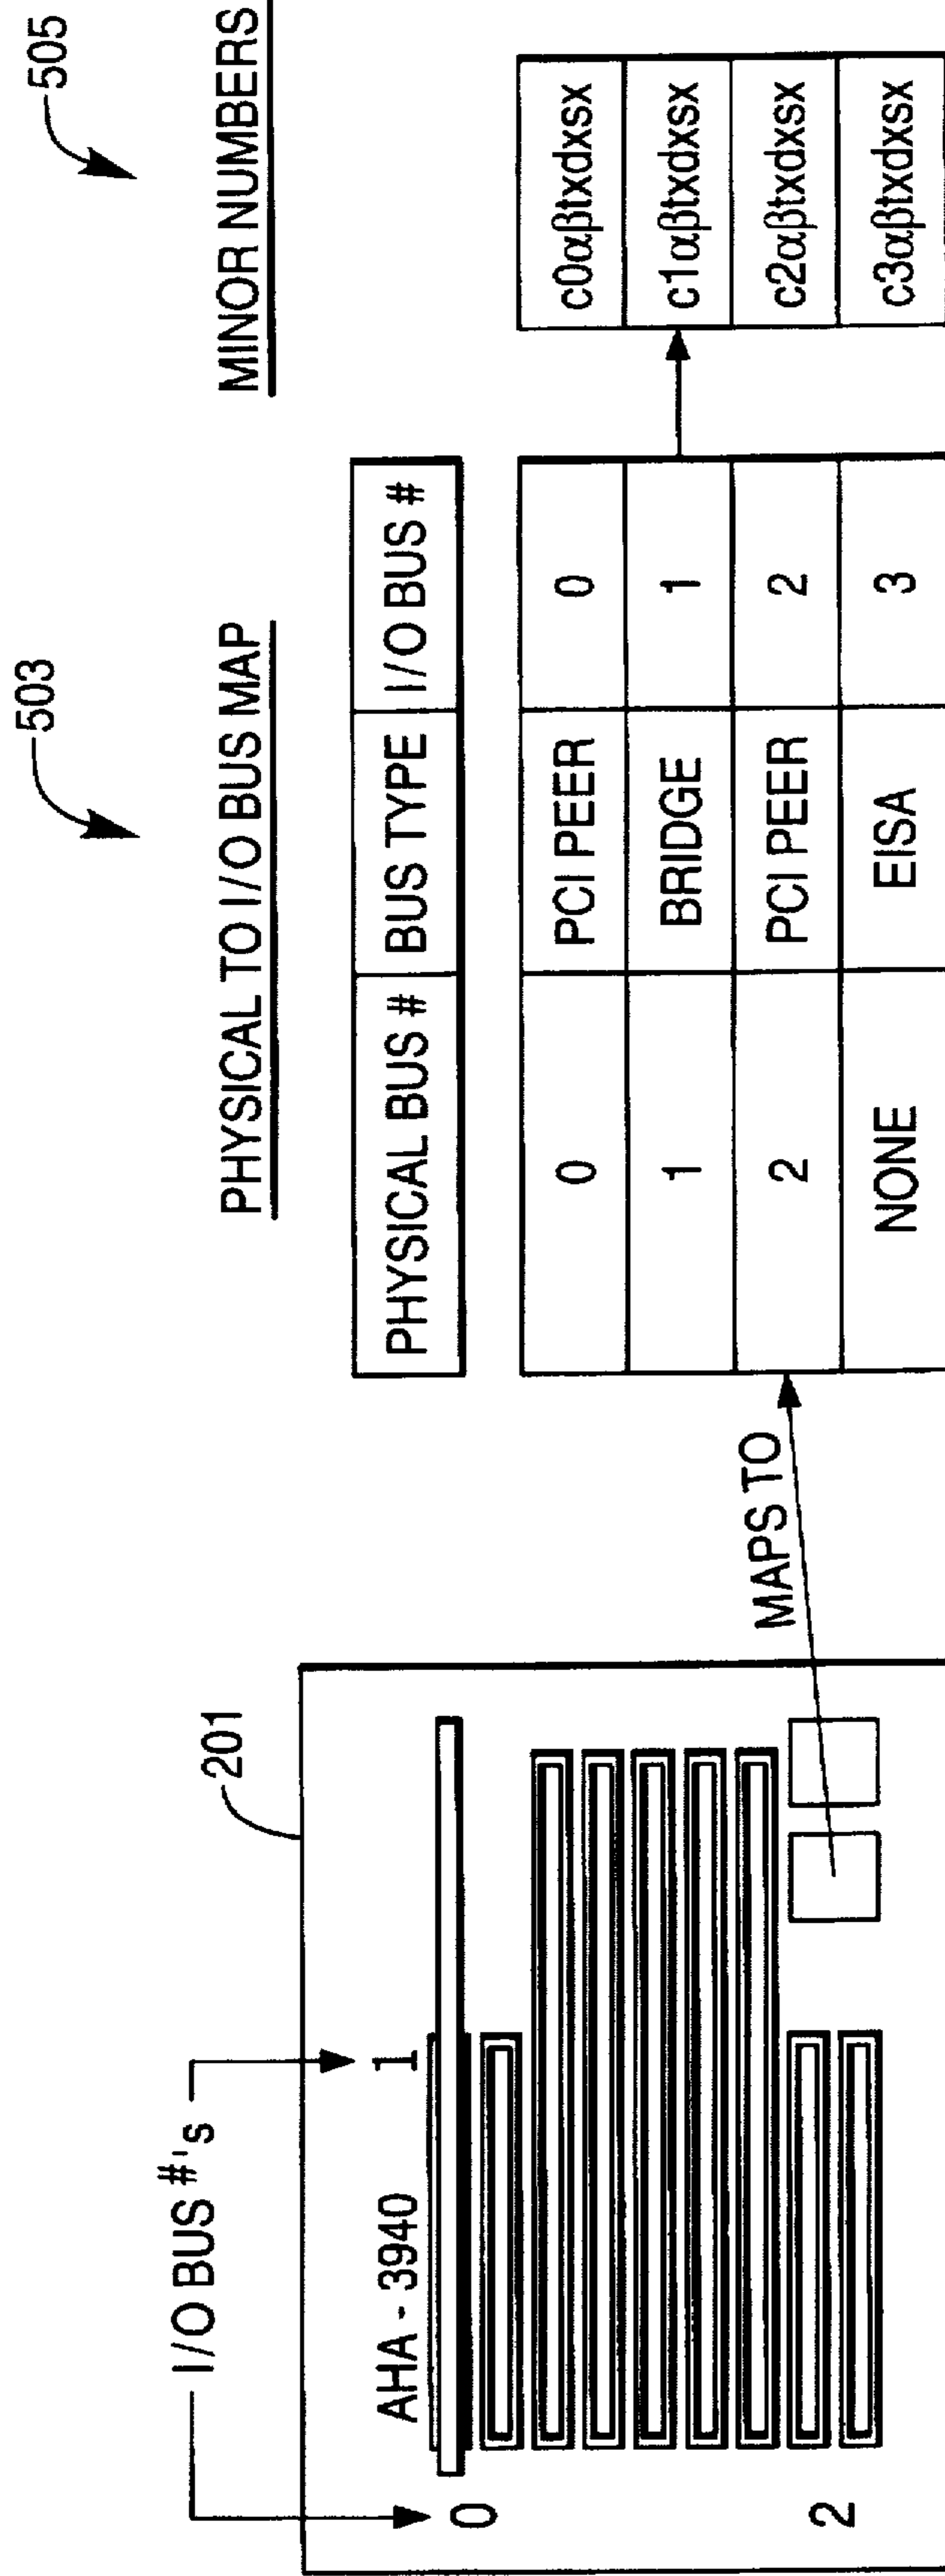 505
503
MINOR NUMBERS
PHYSICAL TO I/O BUS MAP
I/O BUS #'s
201
PHYSICAL BUS # BUS TYPE I/O BUS #
AHA - 3940 1
0
0 PCI PEER 0 c0αβtxdxsx
1 BRIDGE 1 c1αβtxdxsx
2 PCI PEER 2 c2αβtxdxsx
NONE EISA 3 c3αβtxdxsx
MAPS TO
2